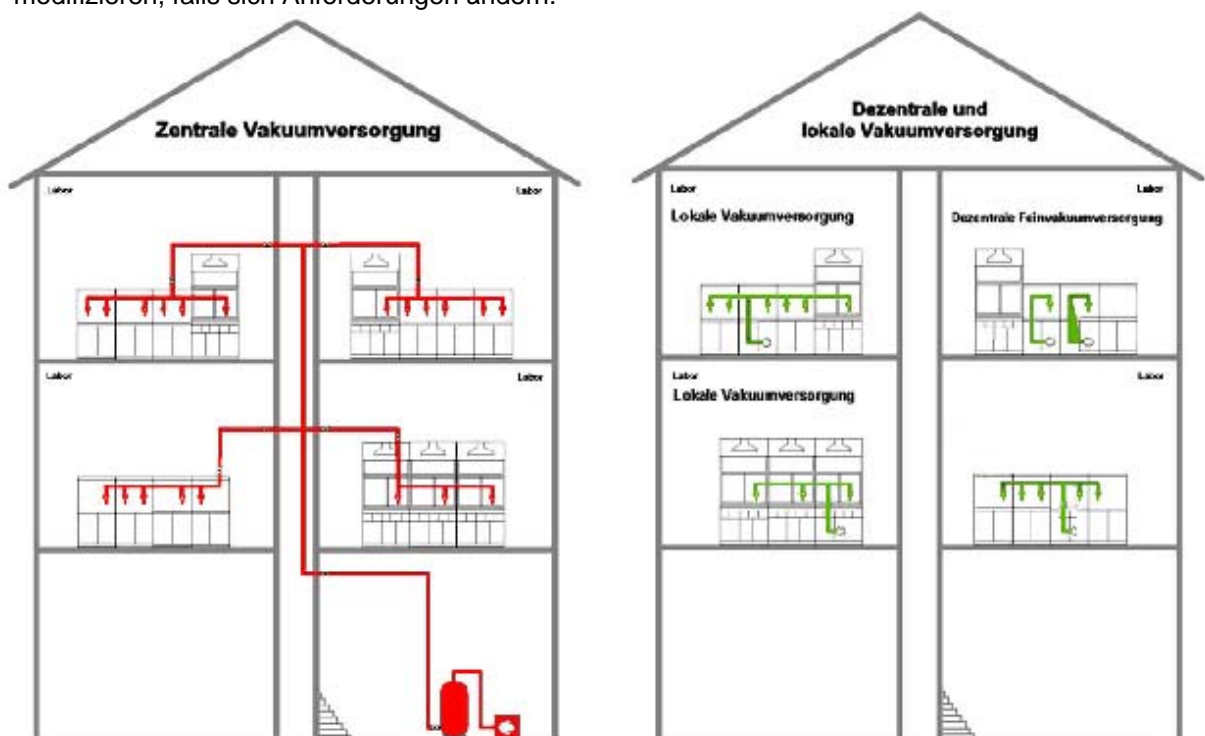 modifizieren, falls sich Anforderungen ändern.
Zentrale Vakuumversorgung
Labor
Labor
Labor
Labor
Dezentrale und
lokale Vakuumversorgung
Labor
Labor
Lokale Vakuumversorgung
Dezentrale Feinvakuumversorgung
Labor
Labor
Lokale Vakuumversorgung